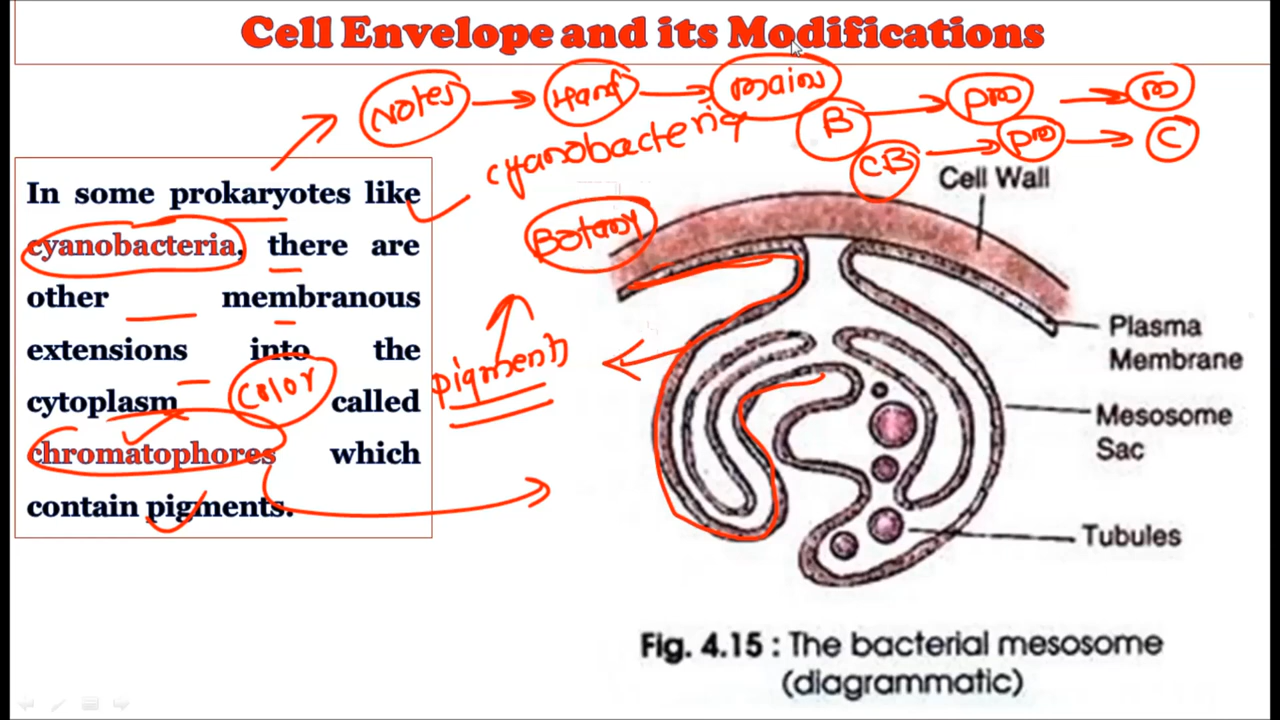 Cell Envelope and its Modifications
Notes Hand mains B pro m
CB pro C
cyanobacteria
Botany
In some prokaryotes like
cyanobacteria, there are
other membranous
extensions into the
cytoplasm called
chromatophores which
contain pigments.
color
pigments
Cell Wall
Plasma
Membrane
Mesosome
Sac
Tubules
Fig. 4.15 : The bacterial mesosome
(diagrammatic)